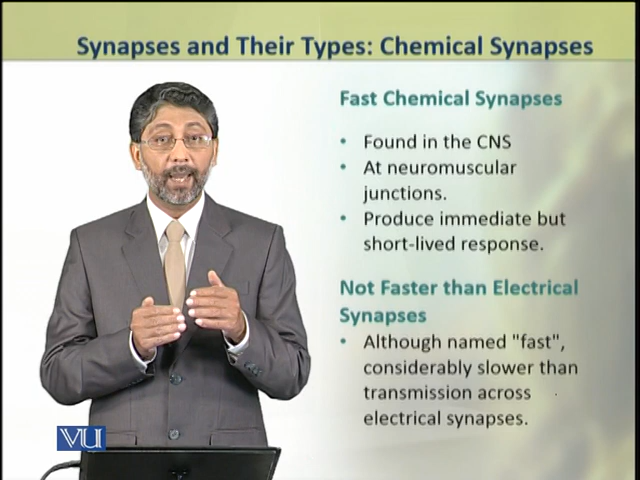 Synapses and Their Types: Chemical Synapses
Fast Chemical Synapses
• Found in the CNS
• At neuromuscular
junctions.
• Produce immediate but
short-lived response.
Not Faster than Electrical
Synapses
• Although named "fast",
considerably slower than
transmission across
electrical synapses.
VU